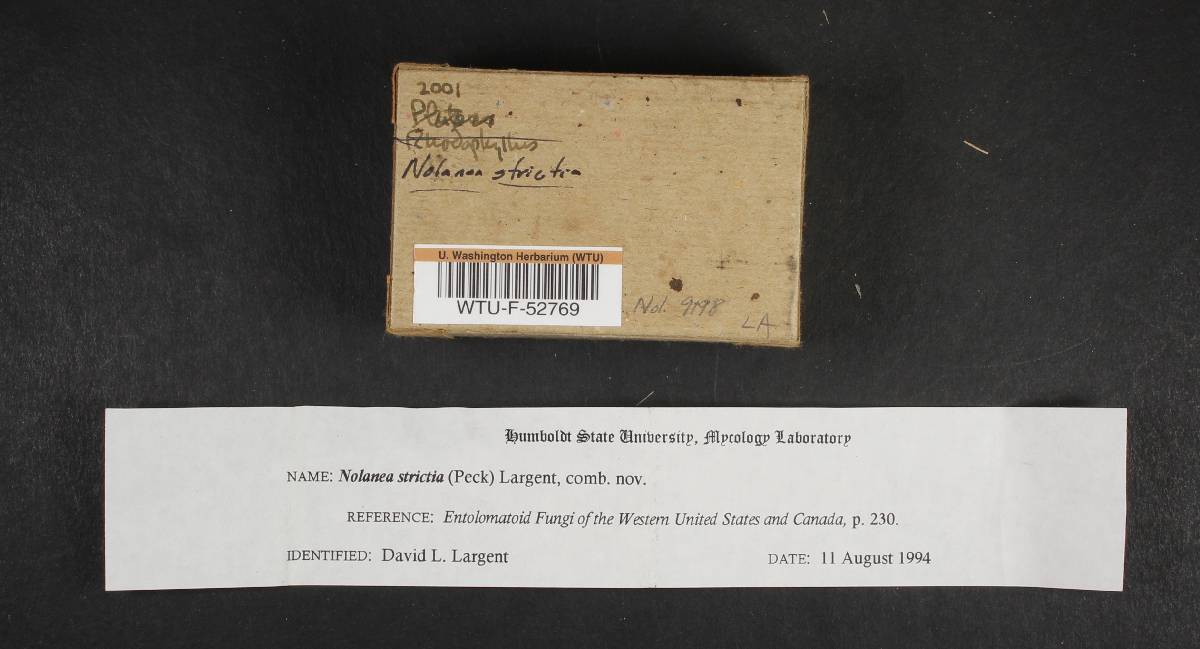 2001
Pluteus
Rhodophyllus
Nolanea strictia
U. Washington Herbarium (WTU)
WTU-F-52769
Nol. 9198
LA
Humboldt State University, Mycology Laboratory
NAME: Nolanea strictia (Peck) Largent, comb. nov.
REFERENCE: Entolomatoid Fungi of the Western United States and Canada, p. 230.
IDENTIFIED: David L. Largent DATE: 11 August 1994